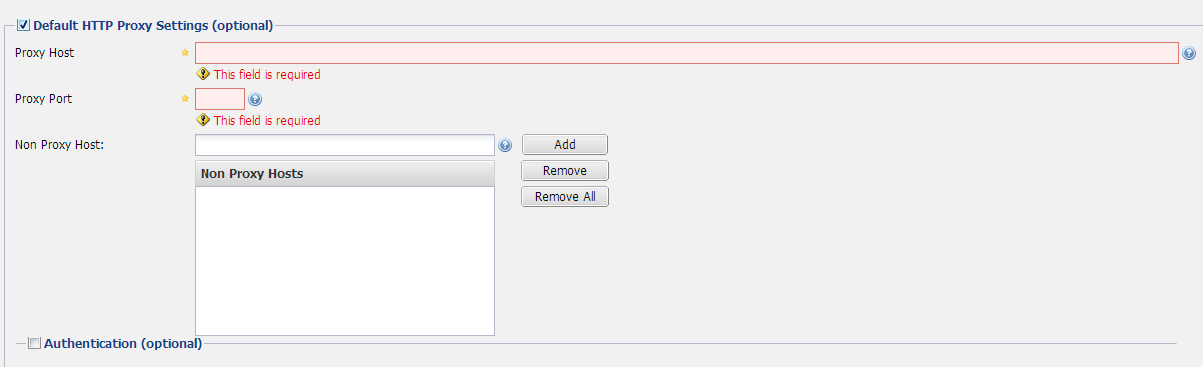 Default HTTP Proxy Settings (optional)
Proxy Host
This field is required
Proxy Port
This field is required
Non Proxy Host:
Add
Non Proxy Hosts
Remove
Remove All
Authentication (optional)